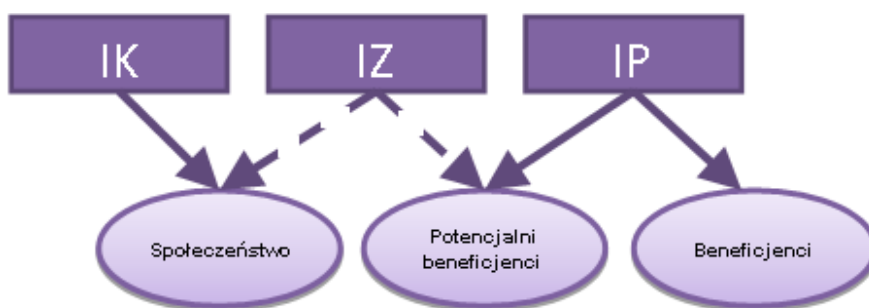 IK
IZ
IP
Społeczeństwo
Potencjalni
beneficjenci
Beneficjenci